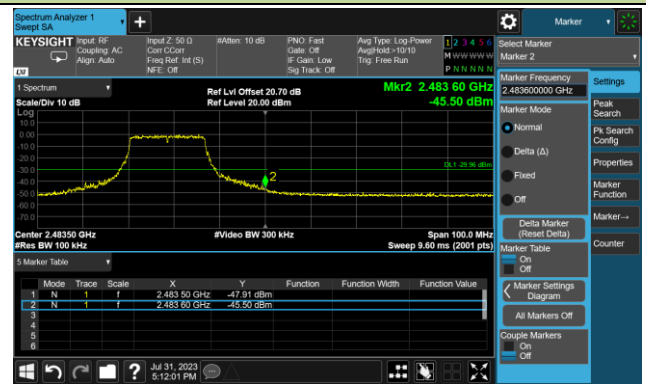 Spectrum Analyzer 1
Swept SA
Marker
KEYSIGHT
Input: RF
Coupling: AC
Align: Auto
Input Z: 50 Ω
Corr CCorr
Freq Ref: Int (S)
NFE: Off
#Atten: 10 dB
PNO: Fast
Gate: Off
IF Gain: Low
Sig Track: Off
Avg Type: Log-Power
Avg|Hold:>10/10
Trig: Free Run
1 2 3 4 5 6
M W W W W W
P N N N N N
LXI
Select Marker
Marker 2
1 Spectrum
Scale/Div 10 dB
Ref Lvl Offset 20.70 dB
Ref Level 20.00 dBm
Mkr2 2.483 60 GHz
-45.50 dBm
Log
10.0
0.00
-10.0
-20.0
-30.0
-40.0
-50.0
-60.0
-70.0
DL1 -29.96 dBm
2
Center 2.48350 GHz
#Res BW 100 kHz
#Video BW 300 kHz
Span 100.0 MHz
Sweep 9.60 ms (2001 pts)
5 Marker Table
Mode Trace Scale X Y Function Function Width Function Value
1 N 1 f 2.483 50 GHz -47.91 dBm
2 N 1 f 2.483 60 GHz -45.50 dBm
3
4
5
6
Marker Frequency
2.483600000 GHz
Marker Mode
Normal
Delta (Δ)
Fixed
Off
Delta Marker
(Reset Delta)
Marker Table
On
Off
Marker Settings
Diagram
All Markers Off
Couple Markers
On
Off
Settings
Peak
Search
Pk Search
Config
Properties
Marker
Function
Marker→
Counter
?
Jul 31, 2023
5:12:01 PM